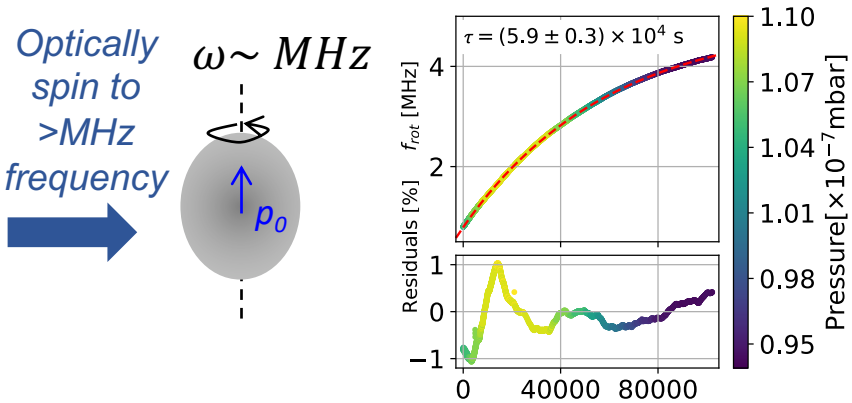 Optically
spin to
>MHz
frequency
ω~ MHz
p₀
τ = (5.9 ± 0.3) × 10⁴ s
f_rot [MHz]
4
2
Residuals [%]
1
0
−1
0
40000
80000
1.10
1.07
1.04
1.01
0.98
0.95
Pressure[×10⁻⁷mbar]